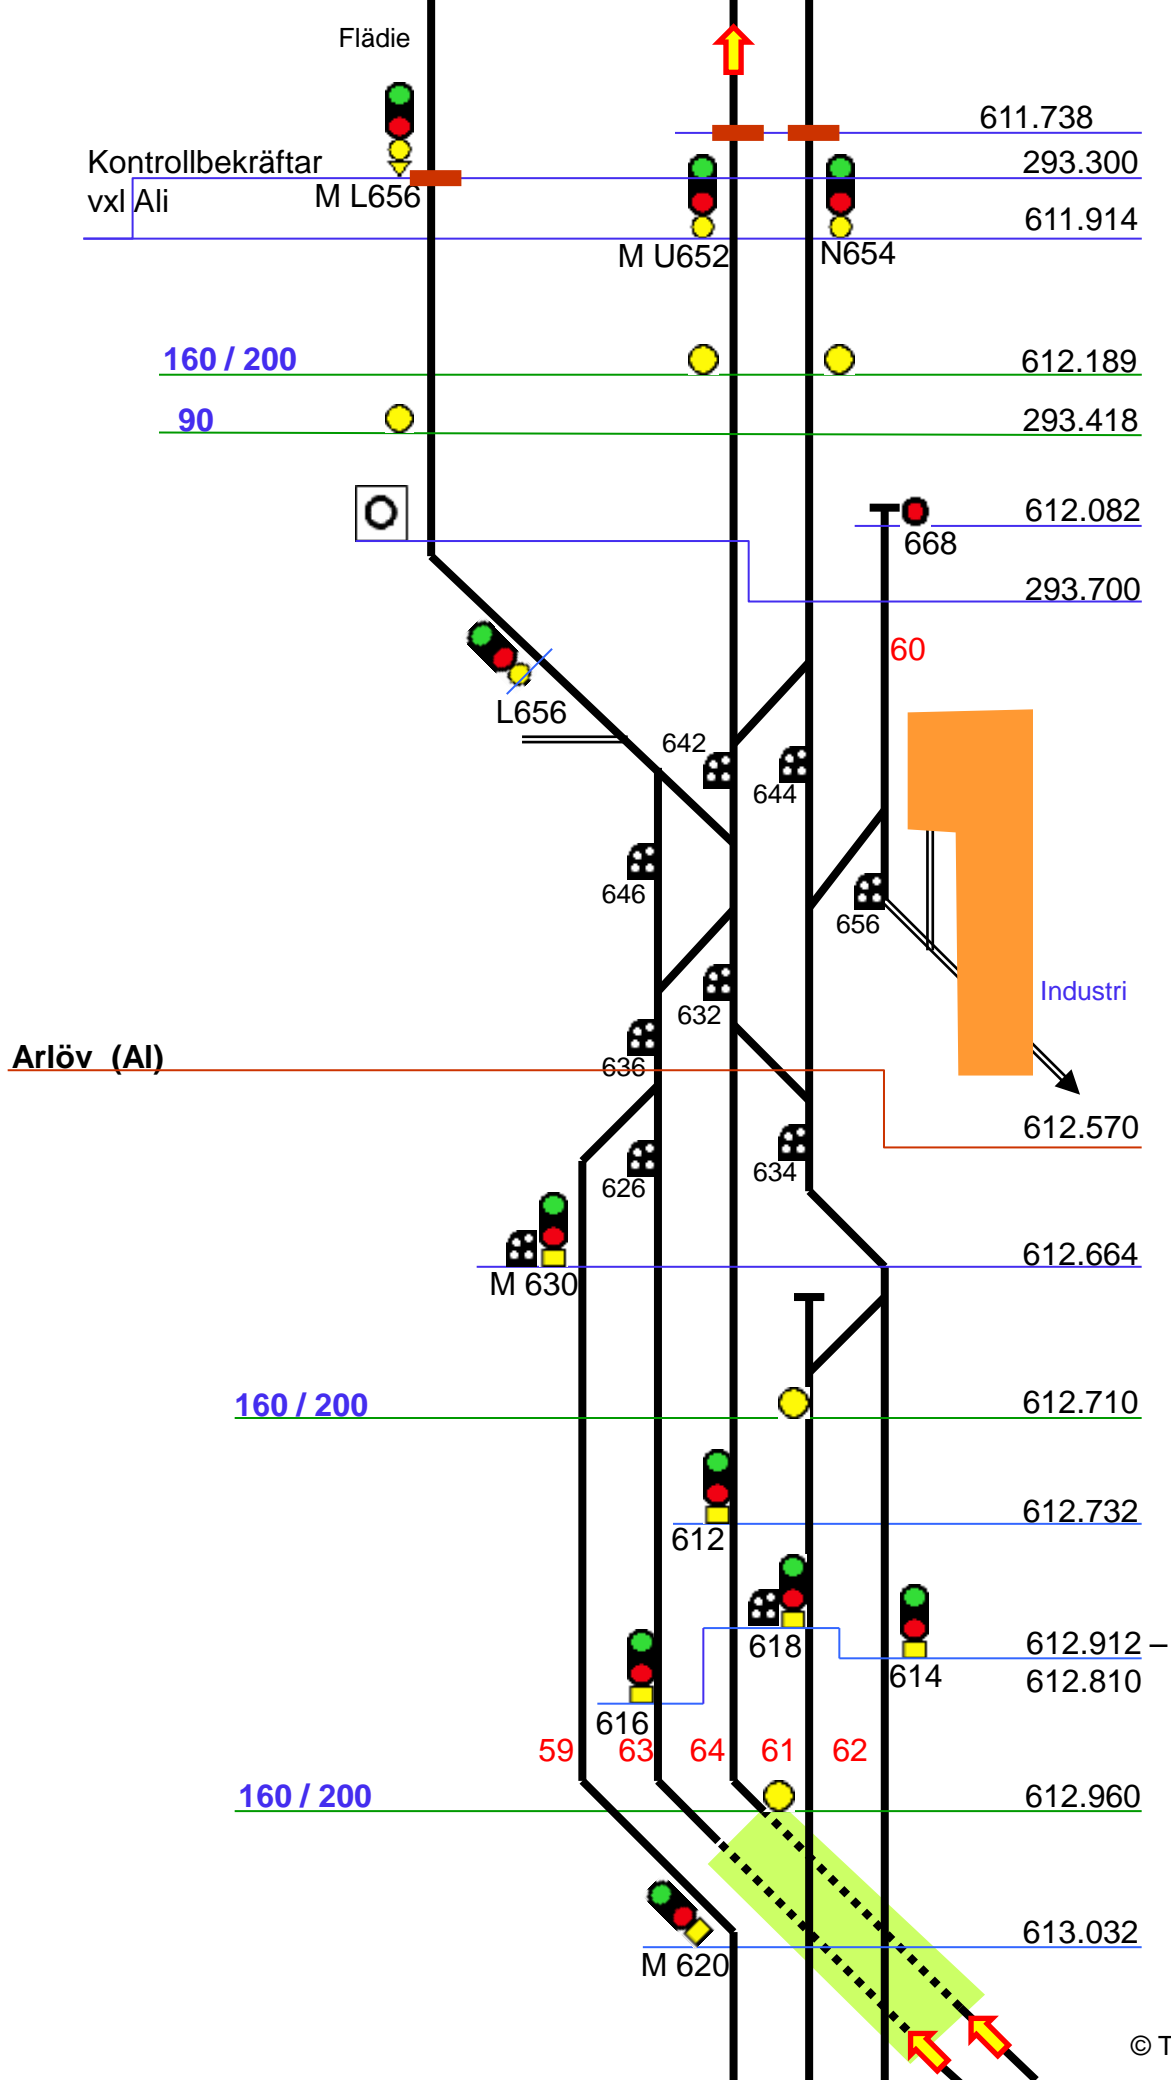 Flädie
611.738
Kontrollbekräftar
293.300
vxl Ali
M L656
611.914
M U652
N654
160 / 200
612.189
90
293.418
612.082
668
293.700
60
L656
642
644
646
656
632
Industri
Arlöv (Al)
636
612.570
634
626
612.664
M 630
160 / 200
612.710
612.732
612
618
612.912 –
614
612.810
616
59
63
64
61
62
160 / 200
612.960
613.032
M 620
© T